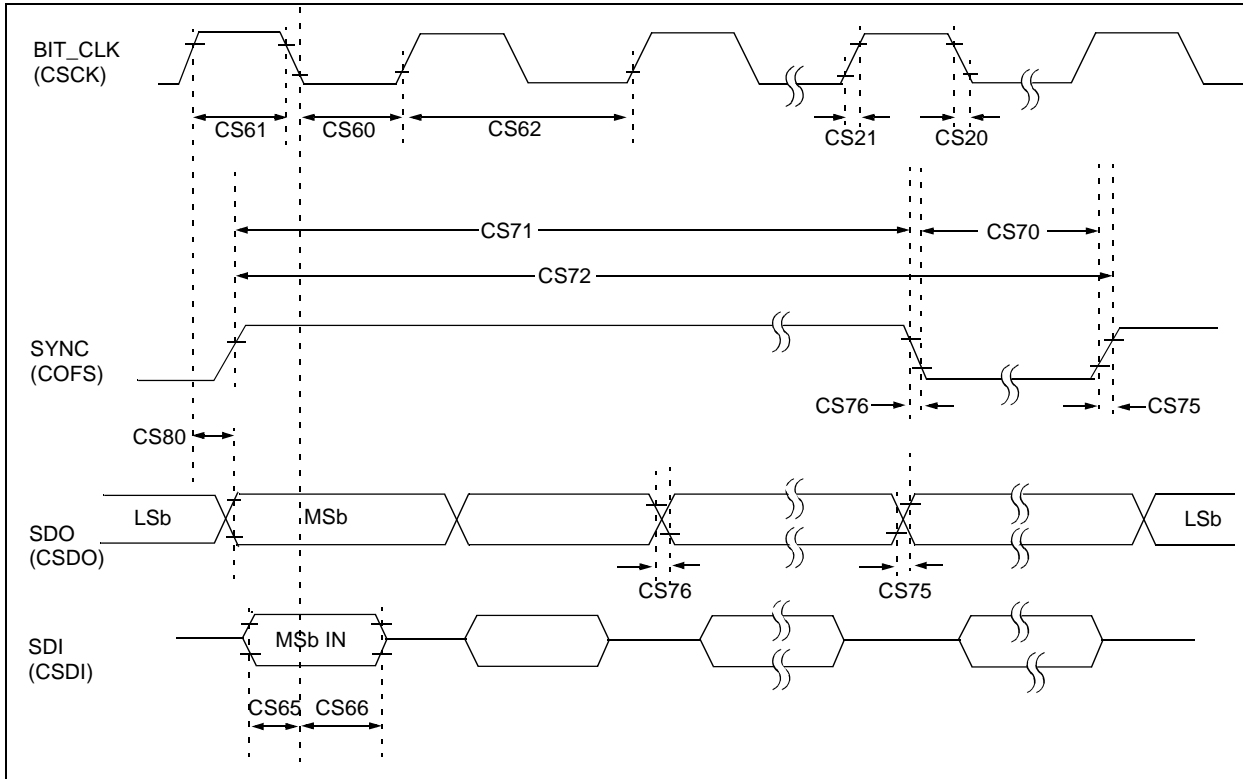 BIT_CLK
(CSCK)
CS61
CS60
CS62
CS21
CS20
CS71
CS70
CS72
SYNC
(COFS)
CS76
CS75
CS80
SDO
(CSDO)
LSb
MSb
LSb
CS76
CS75
SDI
(CSDI)
MSb IN
CS65
CS66